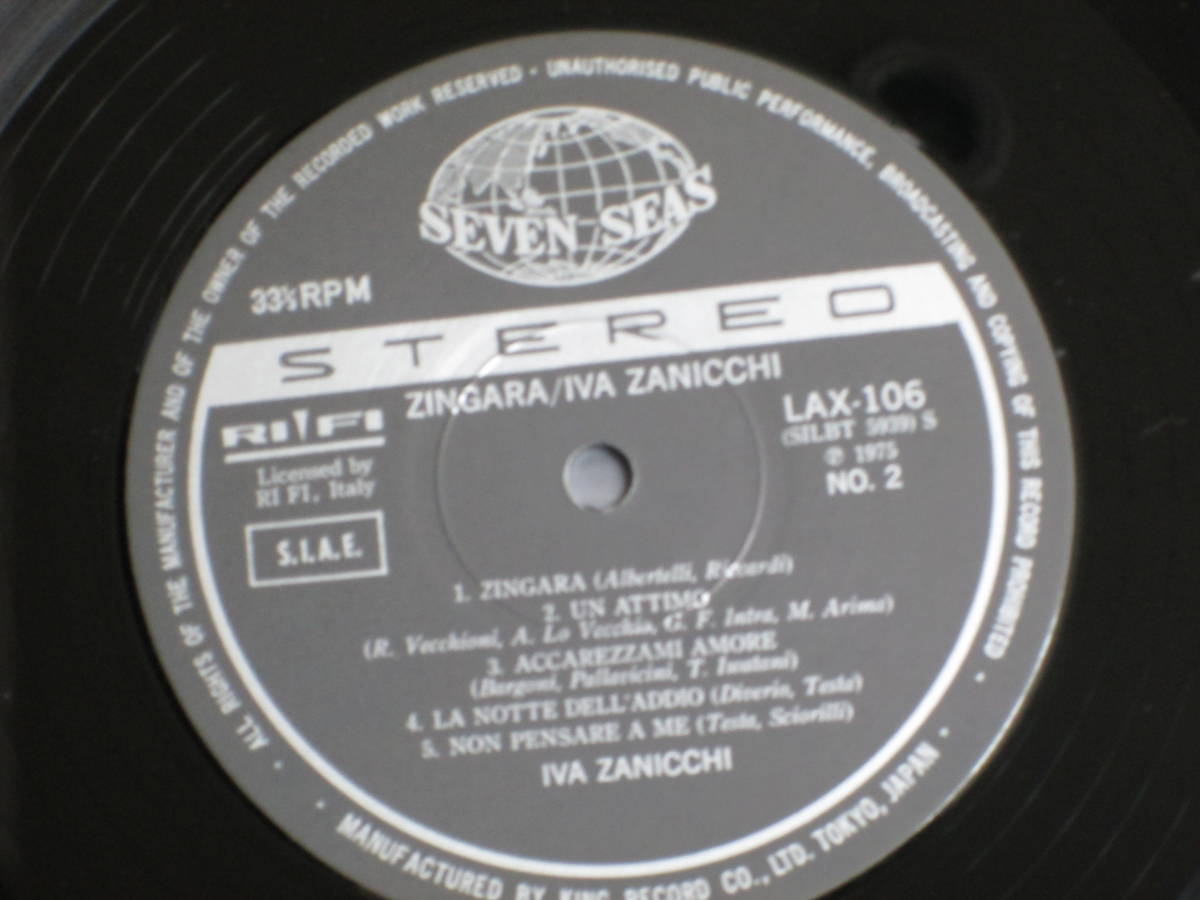 ALL RIGHTS OF THE MANUFACTURER AND OF THE OWNER OF THE RECORDED WORK RESERVED · UNAUTHORISED PUBLIC PERFORMANCE, BROADCASTING AND COPYING OF THIS RECORD PROHIBITED ·
SEVEN SEAS
33⅓ RPM
STEREO
ZINGARA/IVA ZANICCHI
RI FI
LAX-106
(SILBT 5939) S
Licensed by
℗ 1975
RI FI, Italy
NO. 2
S.I.A.E.
1. ZINGARA (Albertelli, Riccardi)
2. UN ATTIMO
(R. Vecchioni, A. Lo Vecchio, G. F. Intra, M. Arima)
3. ACCAREZZAMI AMORE
(Bargoni, Pallavicini, T. Iwatani)
4. LA NOTTE DELL'ADDIO (Diverio, Testa)
5. NON PENSARE A ME (Testa, Sciorilli)
IVA ZANICCHI
· MANUFACTURED BY KING RECORD CO., LTD. TOKYO, JAPAN ·